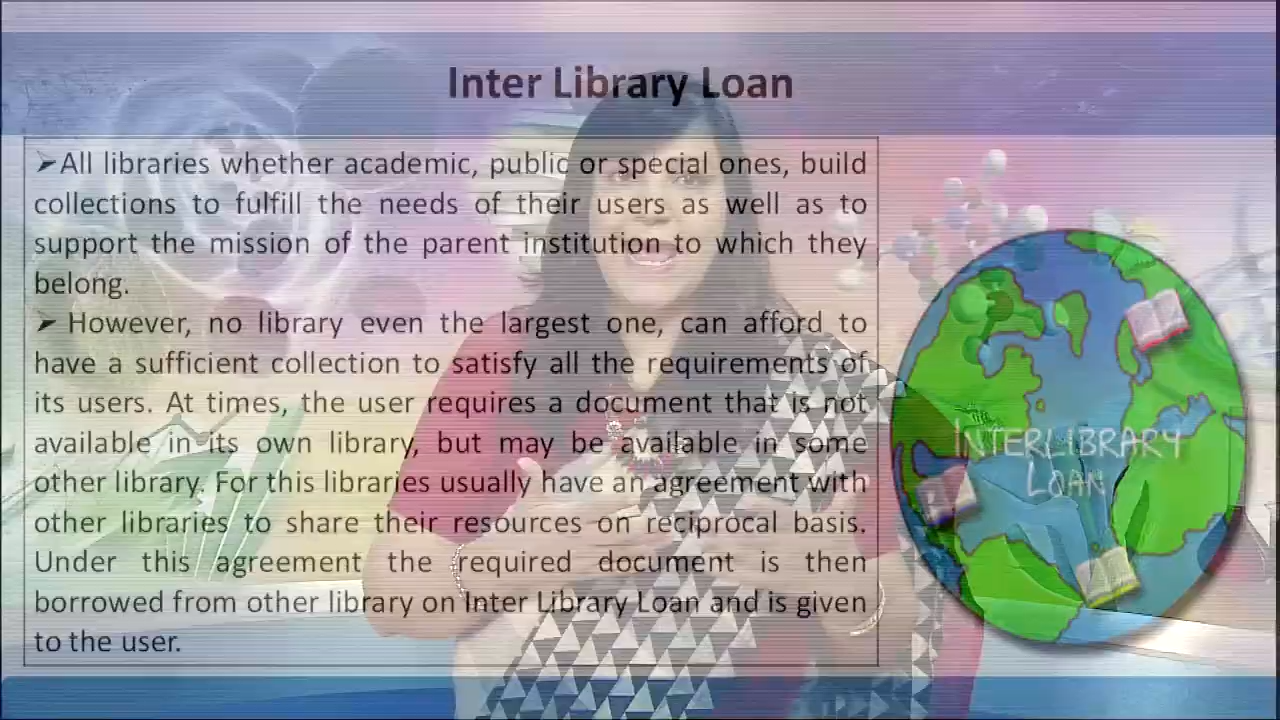 Inter Library Loan
➢All libraries whether academic, public or special ones, build
collections to fulfill the needs of their users as well as to
support the mission of the parent institution to which they
belong.
➢ However, no library even the largest one, can afford to
have a sufficient collection to satisfy all the requirements of
its users. At times, the user requires a document that is not
available in its own library, but may be available in some
other library. For this libraries usually have an agreement with
other libraries to share their resources on reciprocal basis.
Under this agreement the required document is then
borrowed from other library on Inter Library Loan and is given
to the user.
INTERLIBRARY
LOAN